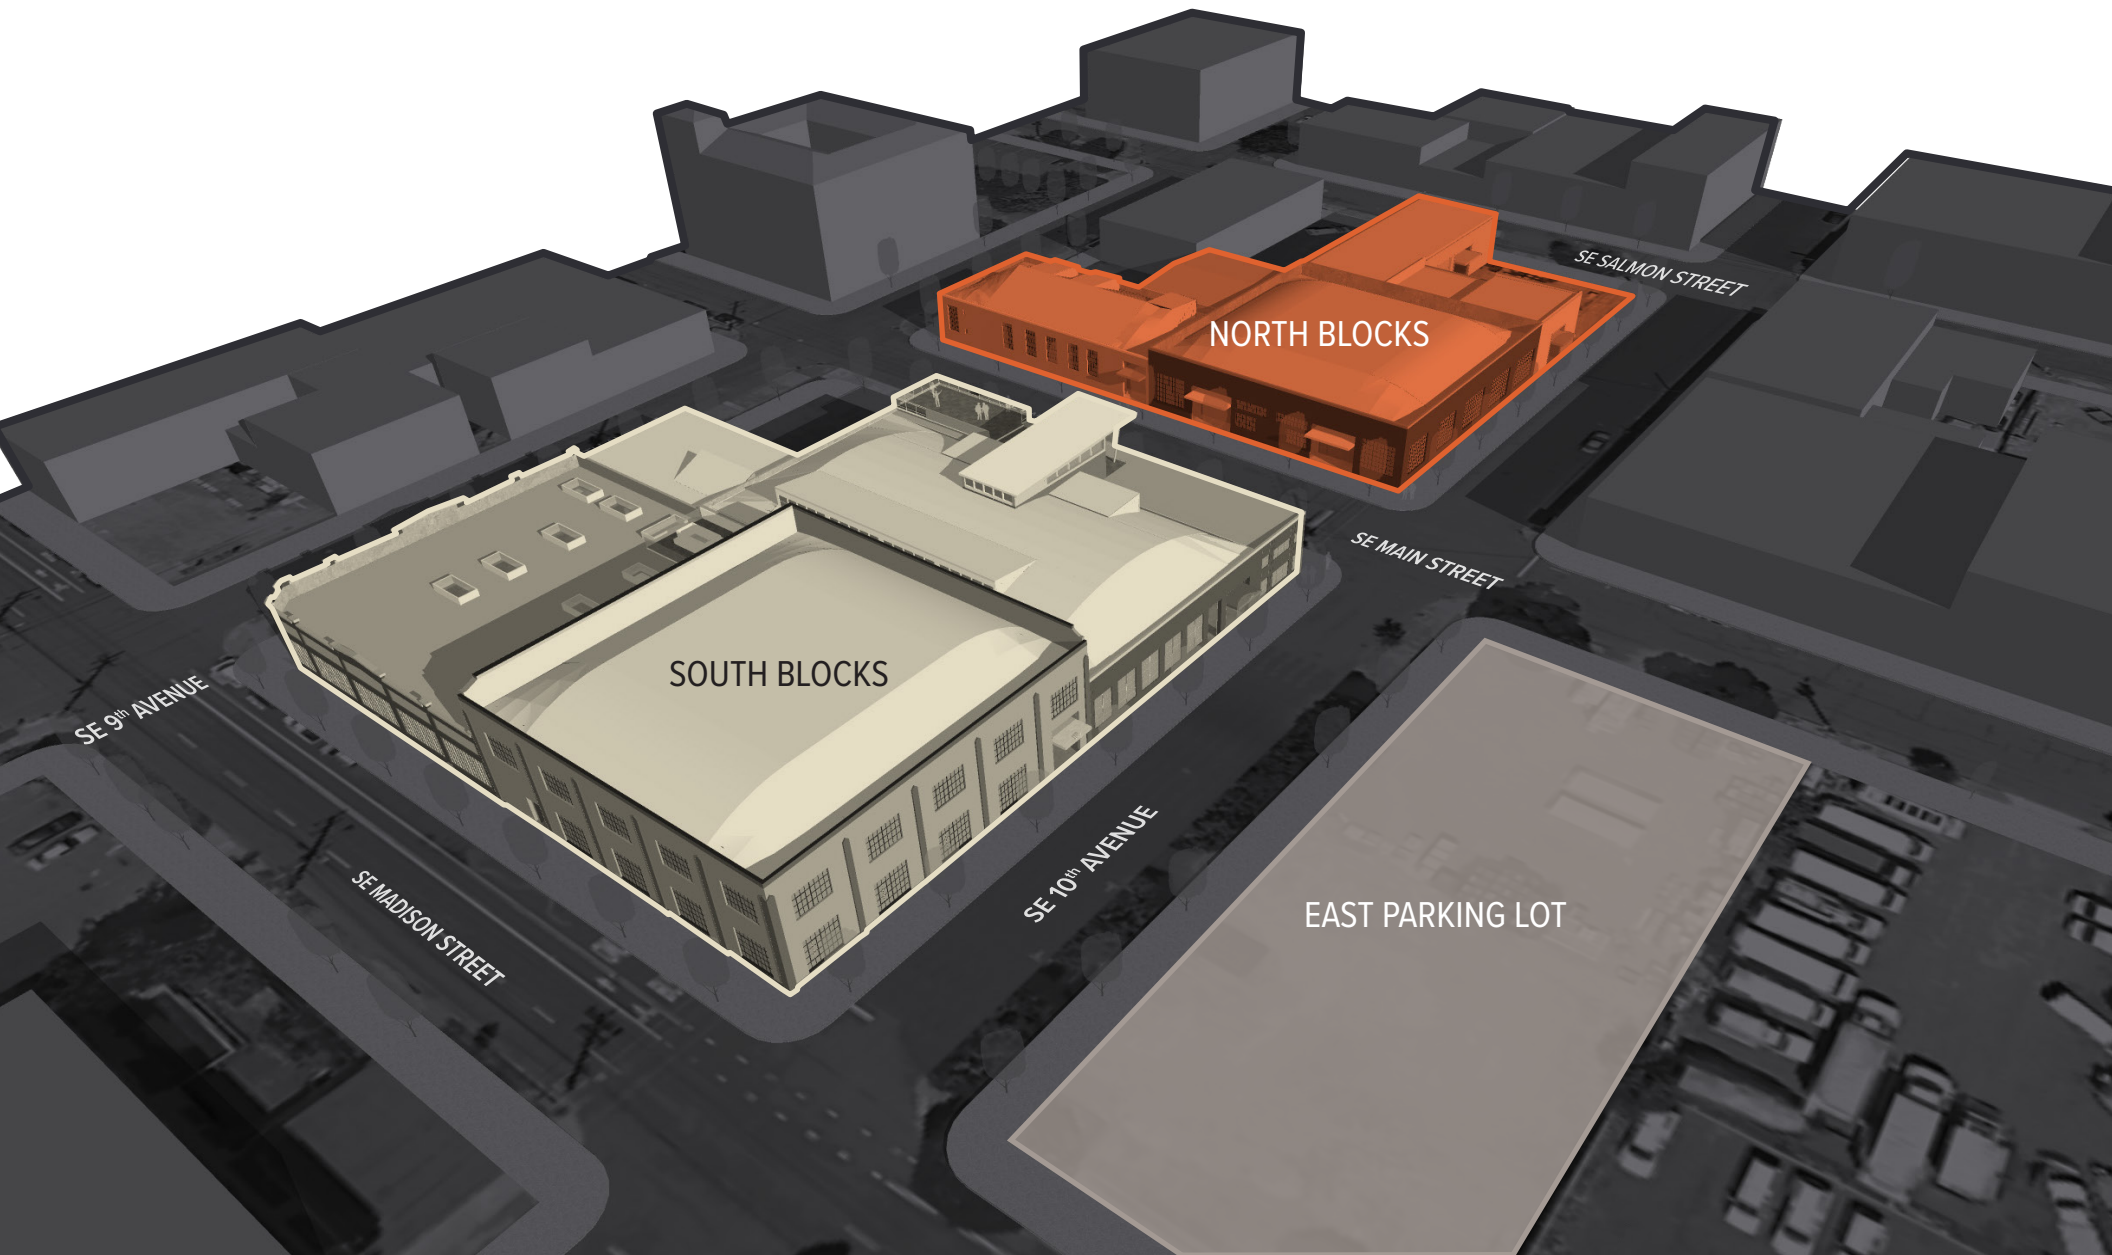 SE SALMON STREET
NORTH BLOCKS
SE MAIN STREET
SOUTH BLOCKS
SE 9th AVENUE
SE 10th AVENUE
SE MADISON STREET
EAST PARKING LOT